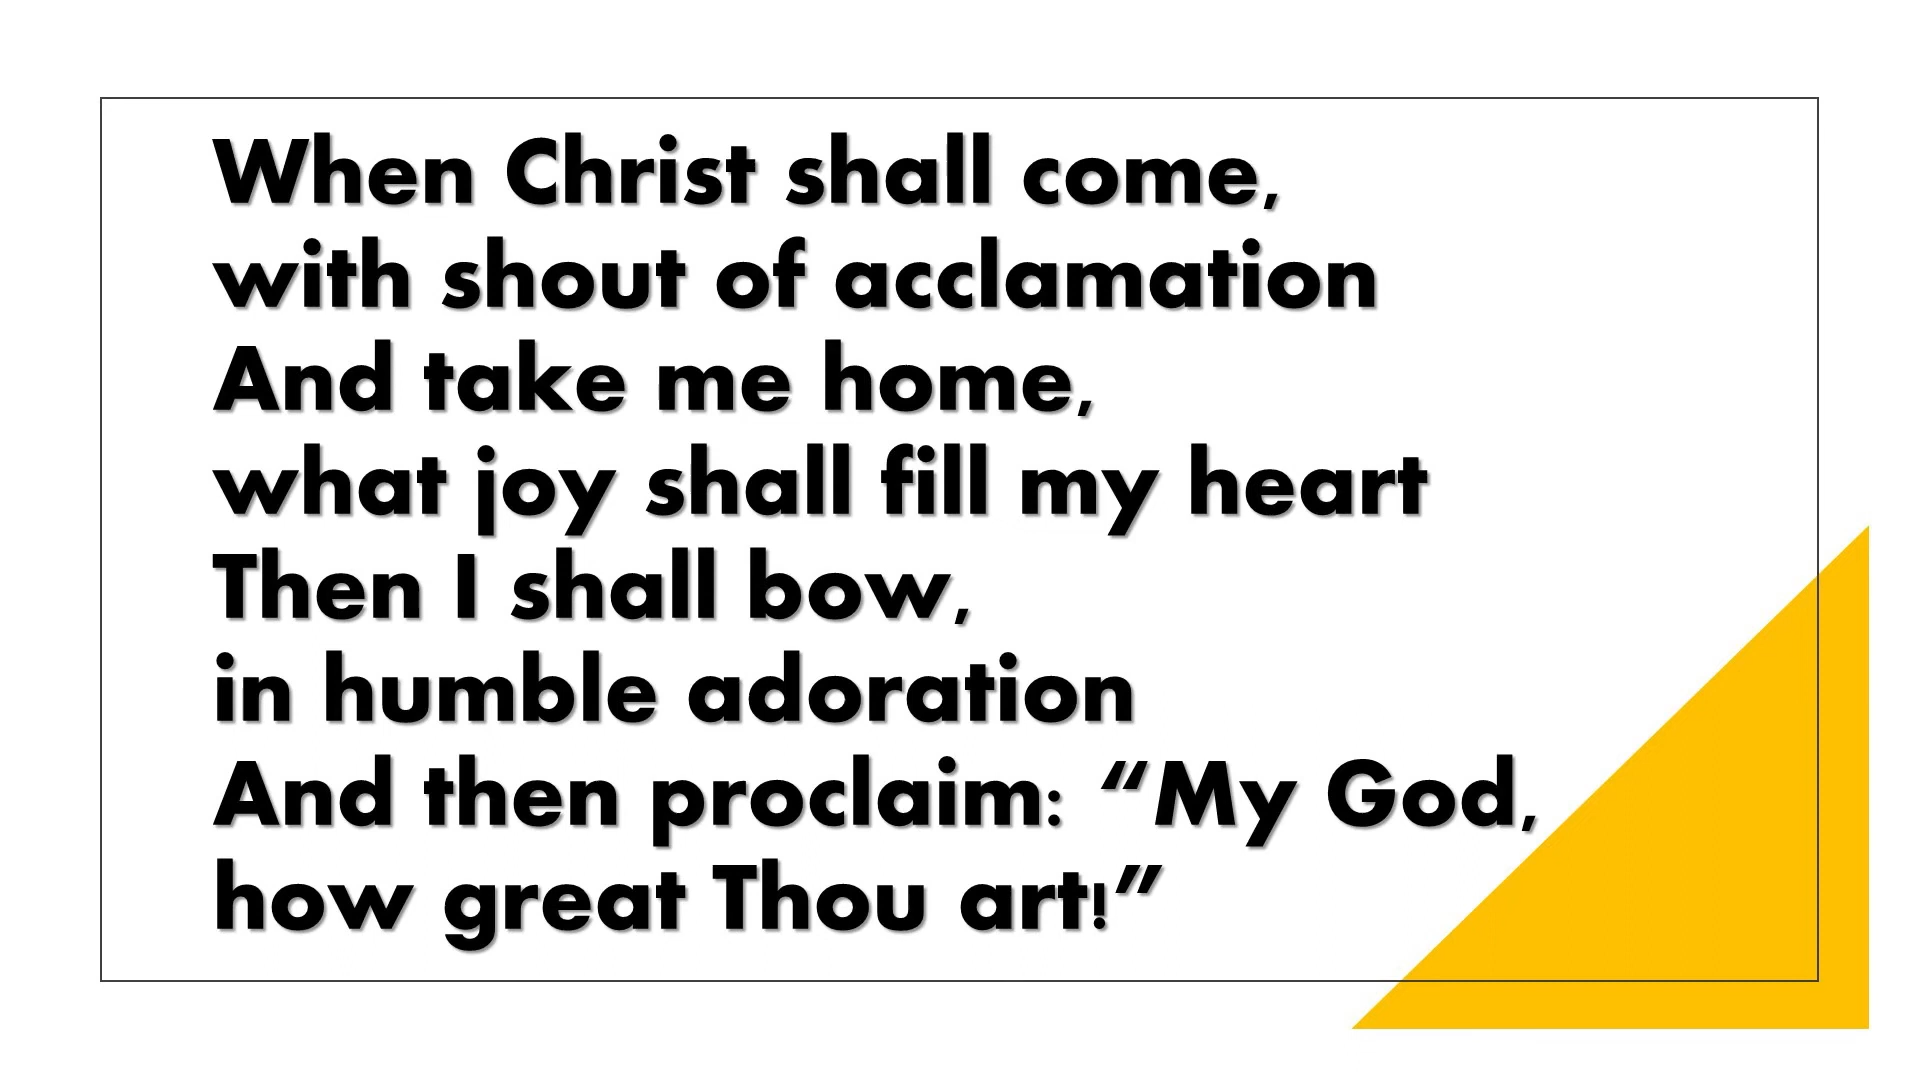 When Christ shall come,
with shout of acclamation
And take me home,
what joy shall fill my heart
Then I shall bow,
in humble adoration
And then proclaim: “My God,
how great Thou art!”